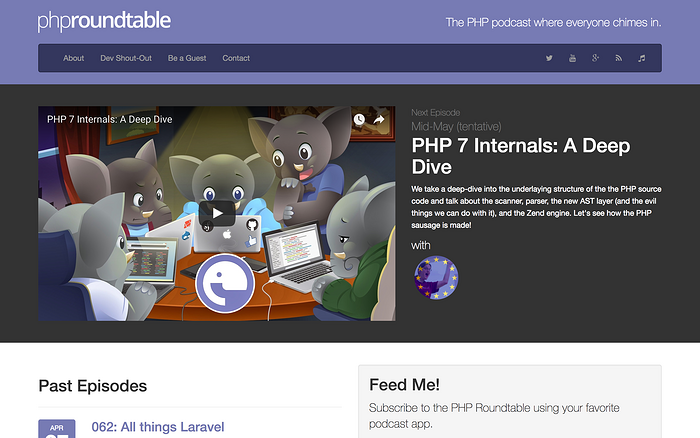 phproundtable
The PHP podcast where everyone chimes in.
About Dev Shout-Out Be a Guest Contact
PHP 7 Internals: A Deep Dive
Next Episode
Mid-May (tentative)
PHP 7 Internals: A Deep
Dive
We take a deep-dive into the underlaying structure of the the PHP source
code and talk about the scanner, parser, the new AST layer (and the evil
things we can do with it), and the Zend engine. Let's see how the PHP
sausage is made!
with
Past Episodes
Feed Me!
Subscribe to the PHP Roundtable using your favorite
podcast app.
APR
062: All things Laravel